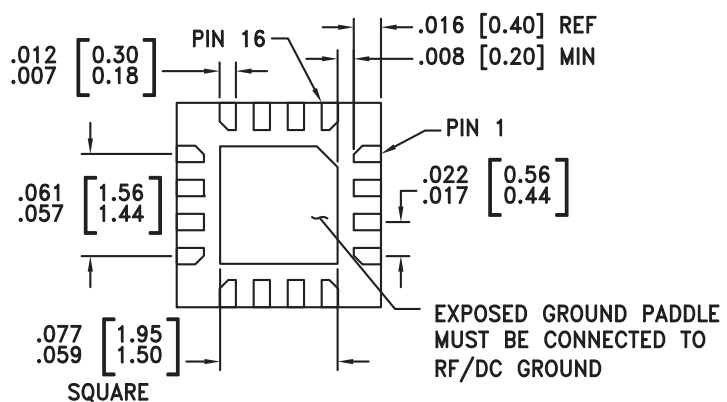 .016 [0.40] REF
.008 [0.20] MIN
PIN 16
.012 [0.30
.007 0.18]
PIN 1
.022 [0.56
.017 0.44]
.061 [1.56
.057 1.44]
EXPOSED GROUND PADDLE
MUST BE CONNECTED TO
RF/DC GROUND
.077 [1.95
.059 1.50]
SQUARE